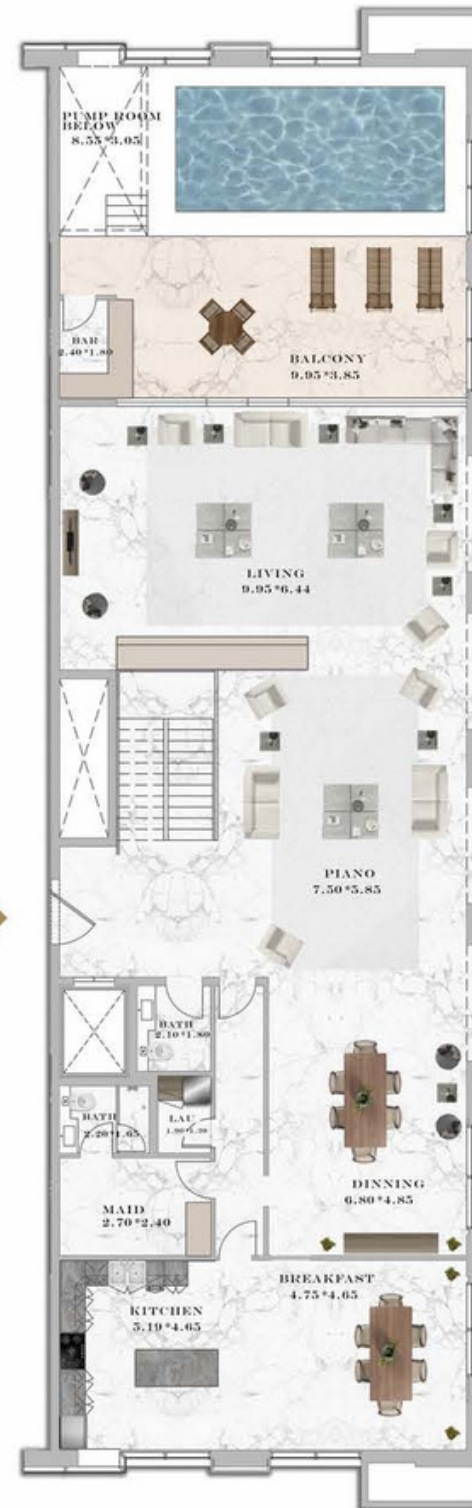 PUMP ROOM
BELOW
8.55*3.05
BAR
2.40*1.80
BALCONY
9.95*3.85
LIVING
9.95*6.44
PIANO
7.50*5.85
BATH
2.10*1.80
BATH
2.20*1.65
LAU
DINNING
6.80*4.85
MAID
2.70*2.40
BREAKFAST
4.75*4.65
KITCHEN
5.19*4.65